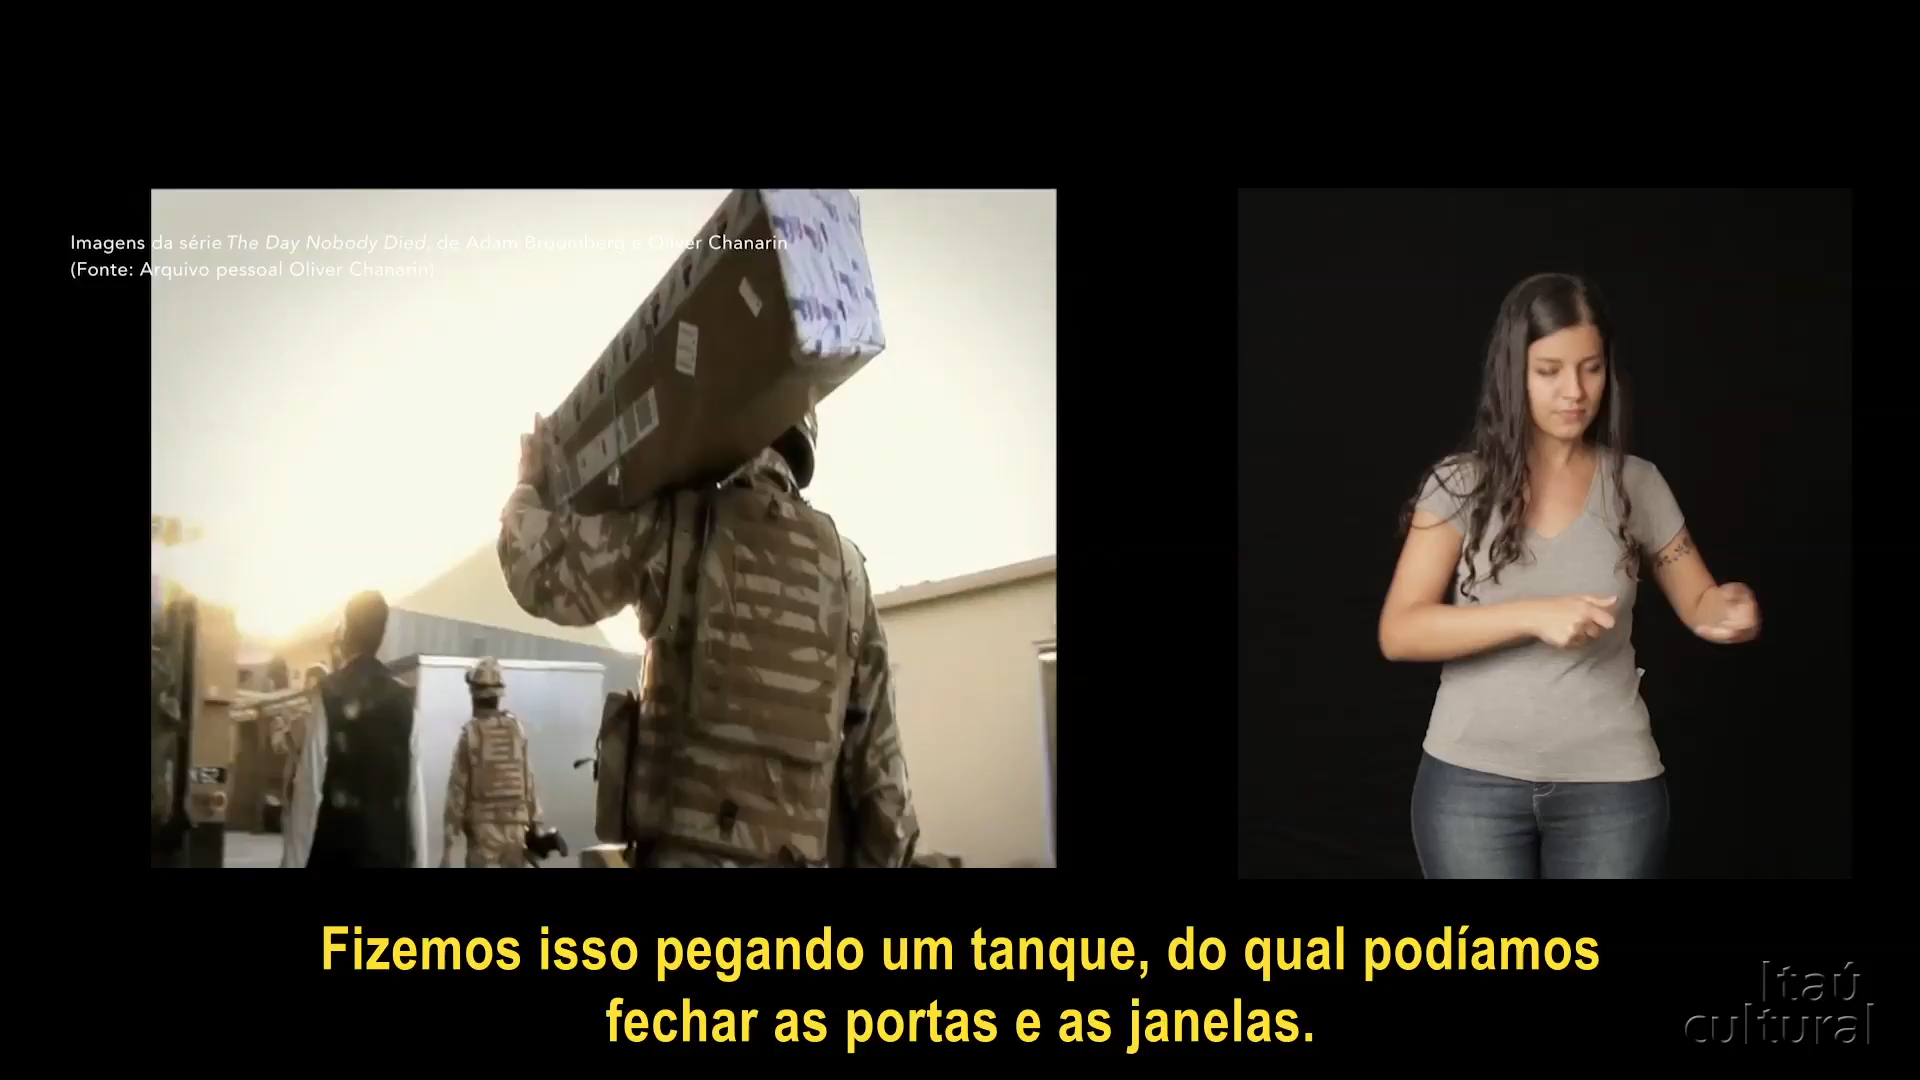 Imagens da série The Day Nobody Died, de Adam Broomberg e Oliver Chanarin
(Fonte: Arquivo pessoal Oliver Chanarin)
Fizemos isso pegando um tanque, do qual podíamos
fechar as portas e as janelas.
Itaú
cultural